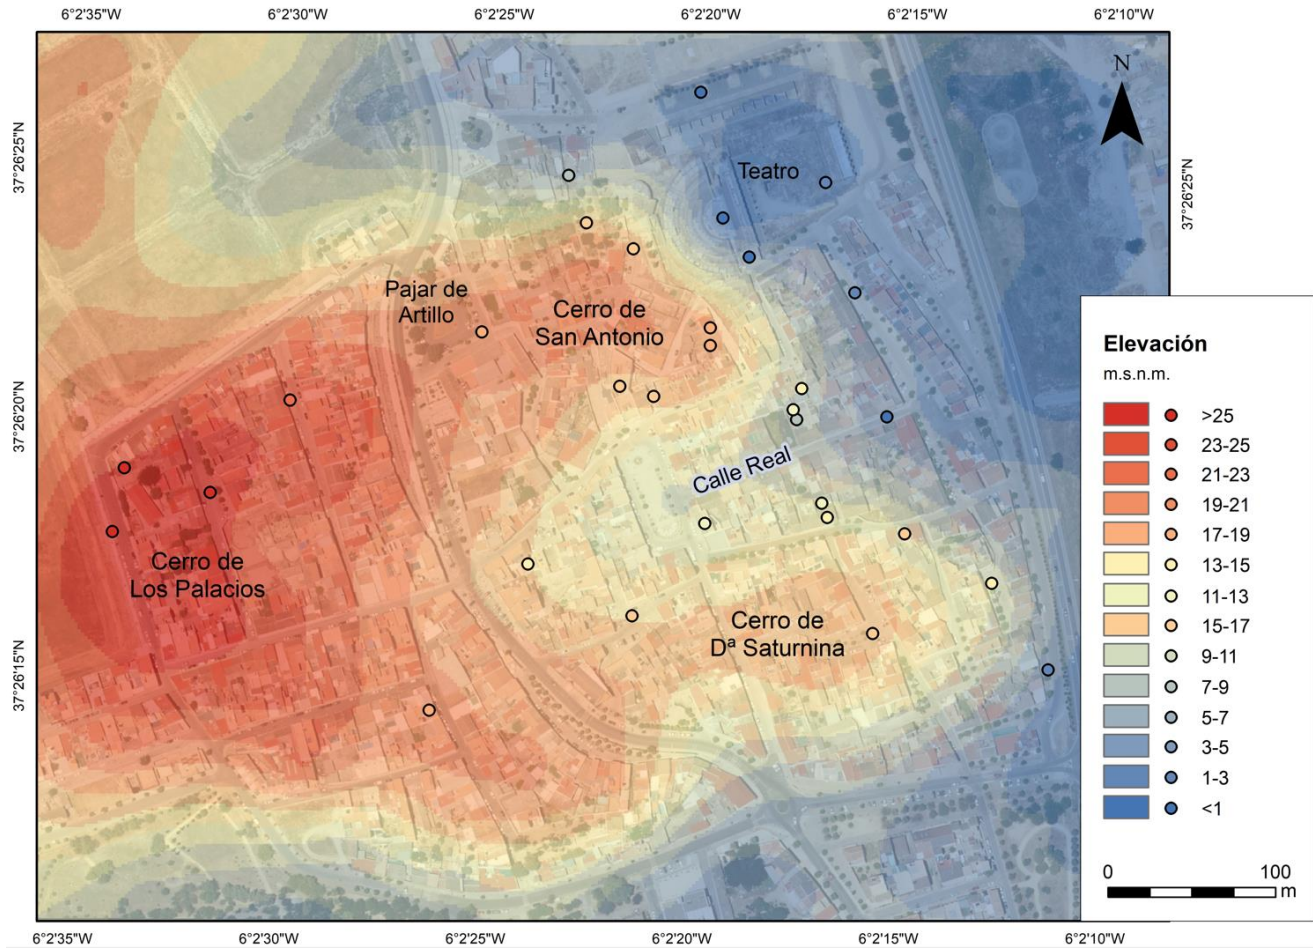 6°2'35"W 6°2'30"W 6°2'25"W 6°2'20"W 6°2'15"W 6°2'10"W
N
37°26'25"N
37°26'25"N
Teatro
Pajar de
Artillo
Cerro de
San Antonio
37°26'20"N
Calle Real
Cerro de
Los Palacios
Cerro de
Dª Saturnina
37°26'15"N
Elevación
m.s.n.m.
>25
23-25
21-23
19-21
17-19
13-15
11-13
15-17
9-11
7-9
5-7
3-5
1-3
<1
0 100
m
6°2'35"W 6°2'30"W 6°2'25"W 6°2'20"W 6°2'15"W 6°2'10"W